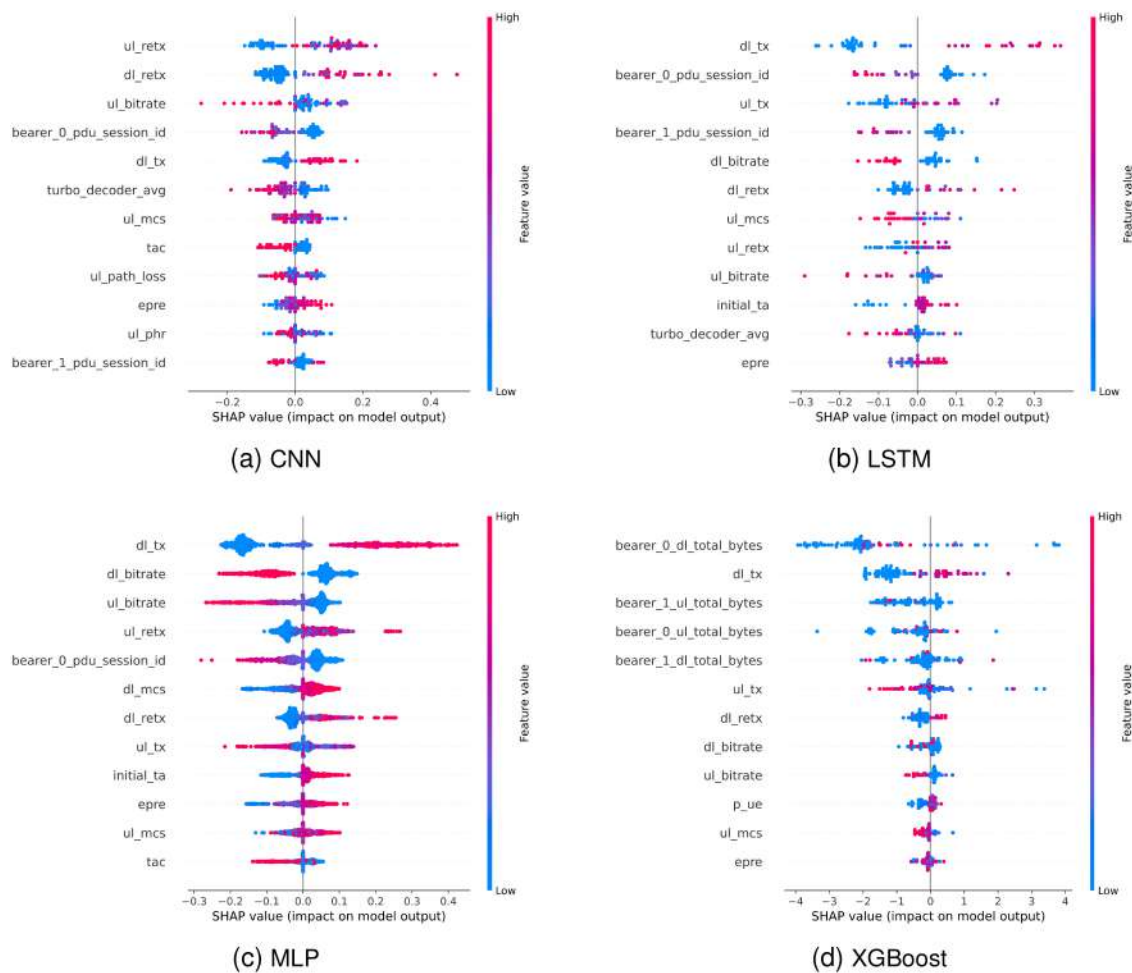 High
ul_retx
dl_retx
ul_bitrate
bearer_0_pdu_session_id
dl_tx
turbo_decoder_avg
ul_mcs
tac
ul_path_loss
epre
ul_phr
bearer_1_pdu_session_id
Feature value
Low
−0.2 0.0 0.2 0.4
SHAP value (impact on model output)
(a) CNN
High
dl_tx
bearer_0_pdu_session_id
ul_tx
bearer_1_pdu_session_id
dl_bitrate
dl_retx
ul_mcs
ul_retx
ul_bitrate
initial_ta
turbo_decoder_avg
epre
Feature value
Low
−0.3 −0.2 −0.1 0.0 0.1 0.2 0.3
SHAP value (impact on model output)
(b) LSTM
High
dl_tx
dl_bitrate
ul_bitrate
ul_retx
bearer_0_pdu_session_id
dl_mcs
dl_retx
ul_tx
initial_ta
epre
ul_mcs
tac
Feature value
Low
−0.3 −0.2 −0.1 0.0 0.1 0.2 0.3 0.4
SHAP value (impact on model output)
(c) MLP
High
bearer_0_dl_total_bytes
dl_tx
bearer_1_ul_total_bytes
bearer_0_ul_total_bytes
bearer_1_dl_total_bytes
ul_tx
dl_retx
dl_bitrate
ul_bitrate
p_ue
ul_mcs
epre
Feature value
Low
−4 −3 −2 −1 0 1 2 3 4
SHAP value (impact on model output)
(d) XGBoost